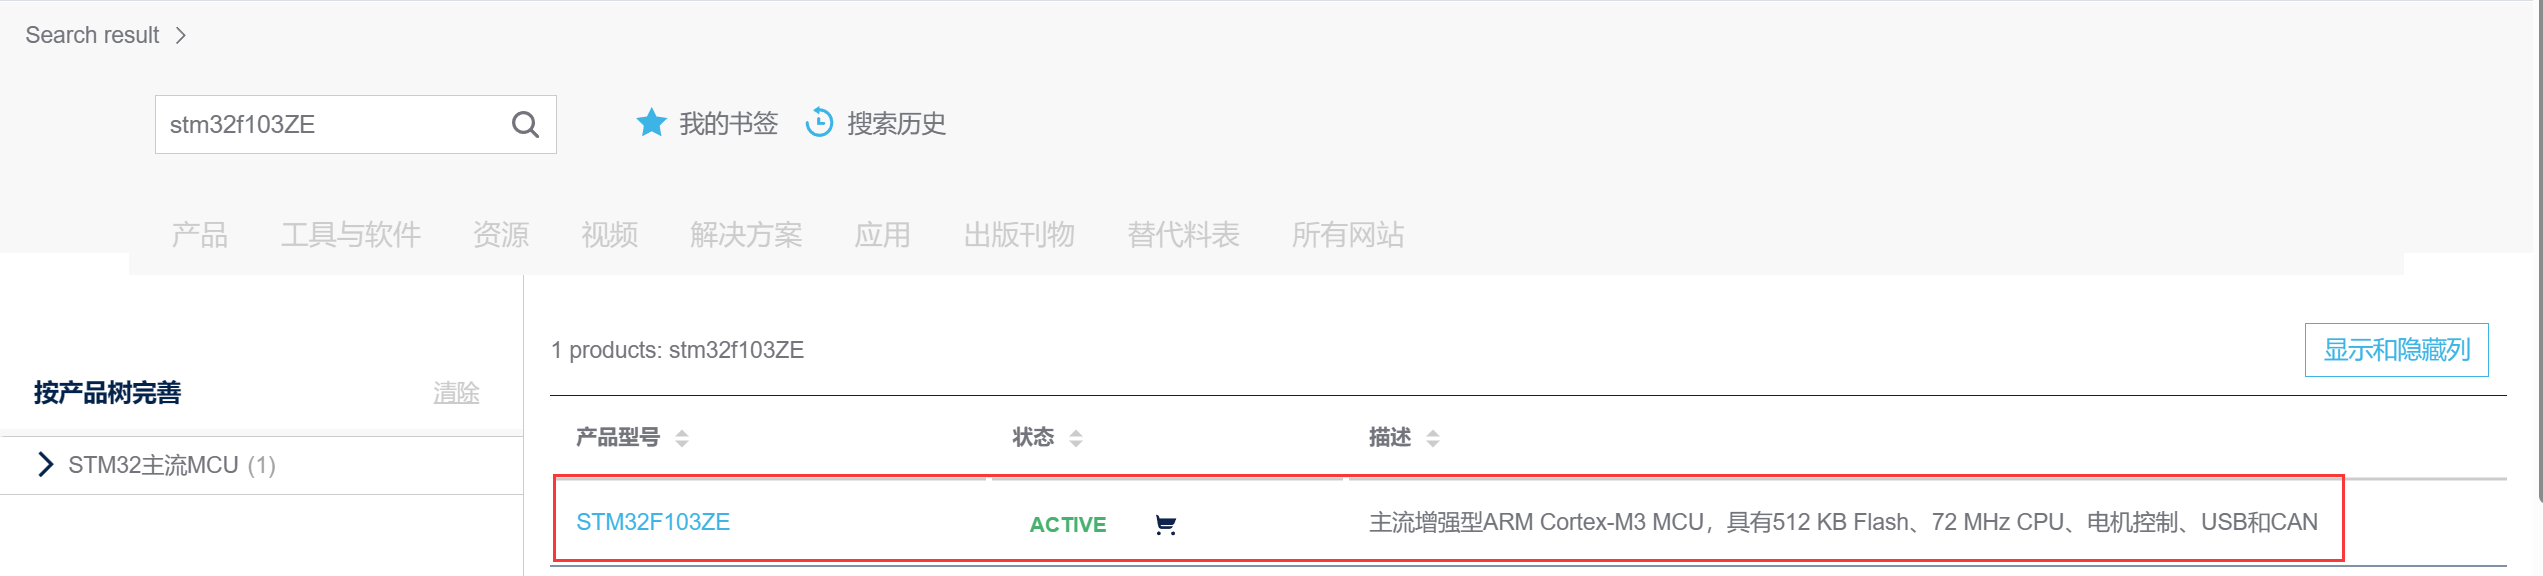 Search result
stm32f103ZE
我的书签 搜索历史
产品 工具与软件 资源 视频 解决方案 应用 出版刊物 替代料表 所有网站
1 products: stm32f103ZE
显示和隐藏列
按产品树完善 清除
STM32主流MCU (1)
产品型号 状态 描述
STM32F103ZE ACTIVE 主流增强型ARM Cortex-M3 MCU，具有512 KB Flash、72 MHz CPU、电机控制、USB和CAN